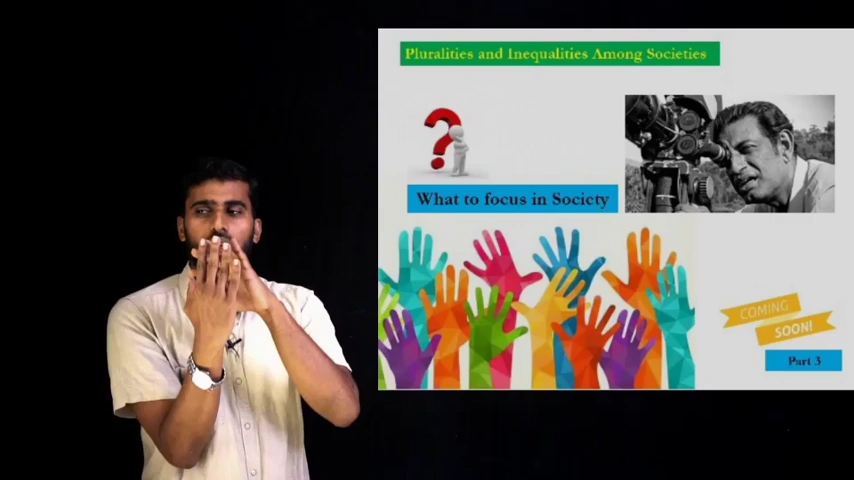 Pluralities and Inequalities Among Societies
?
What to focus in Society
COMING
SOON!
Part 3